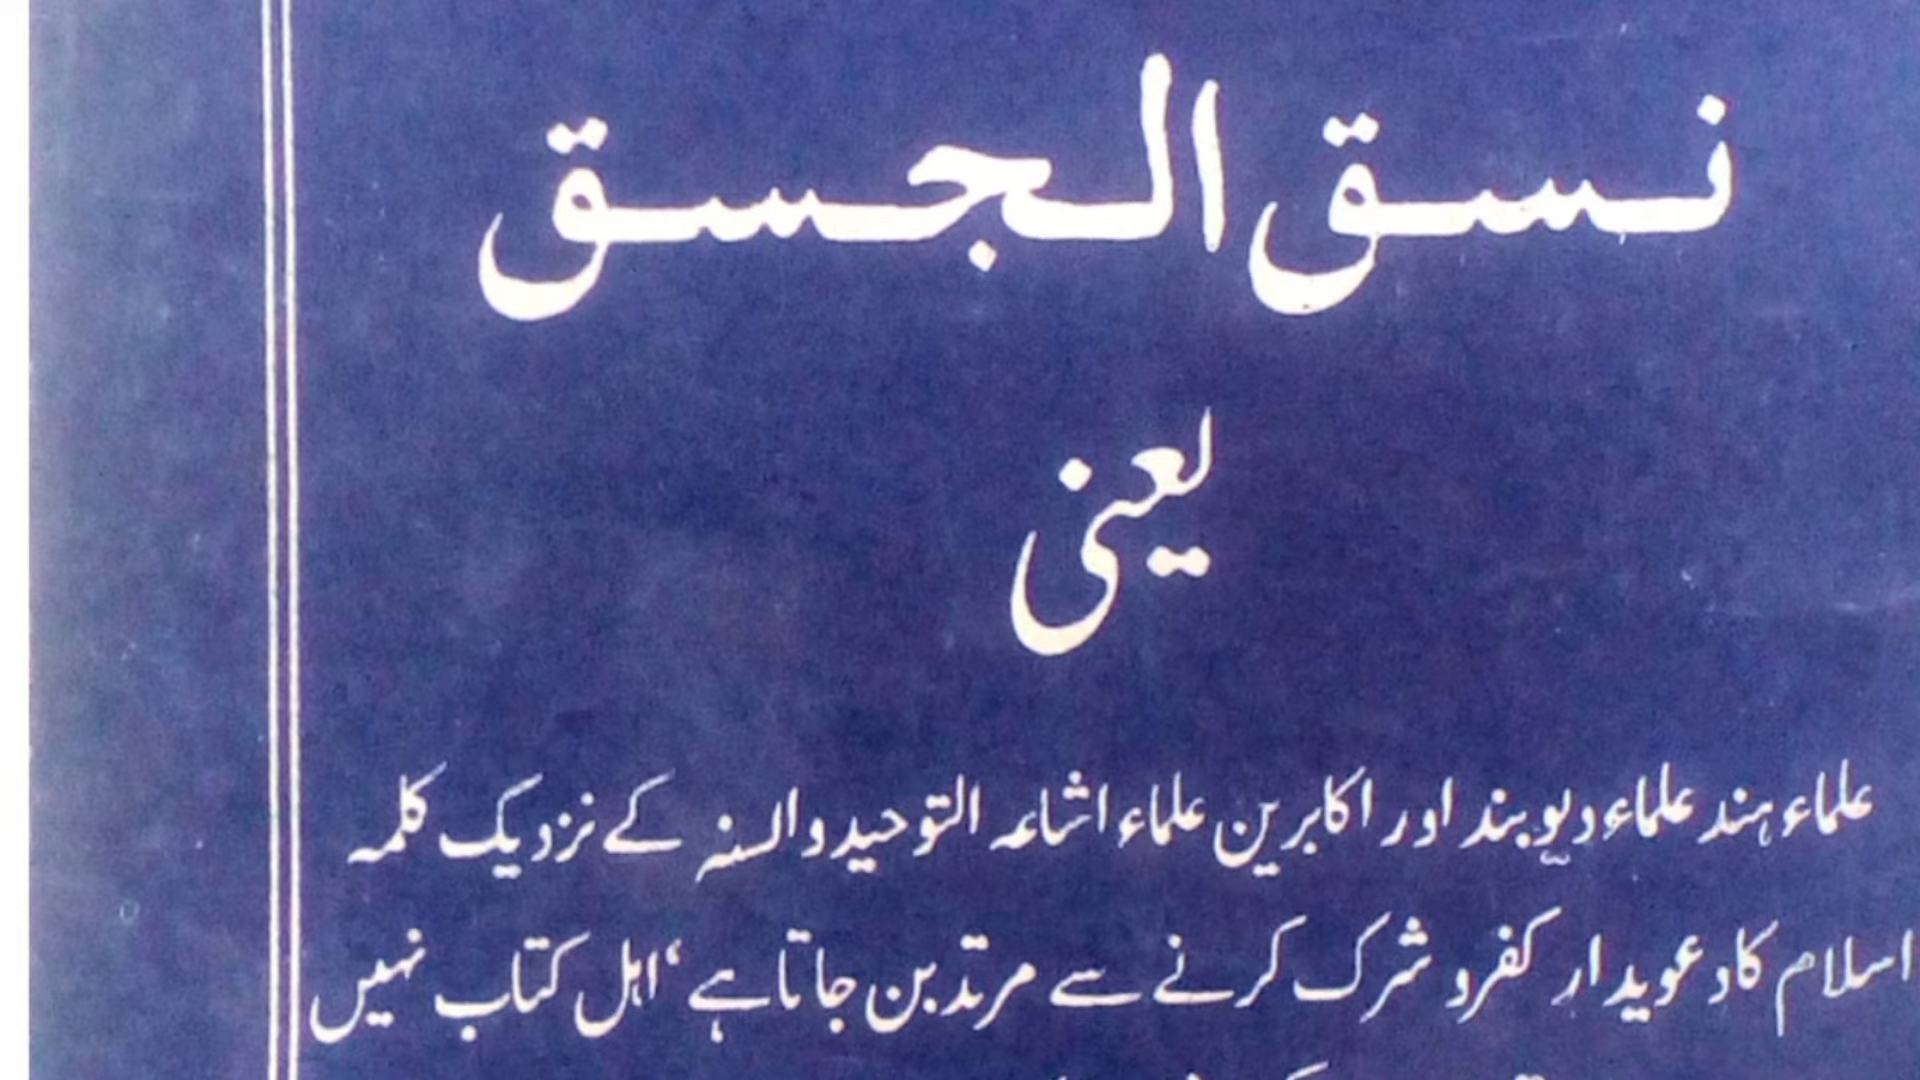 نسق الجسق
یعنی
علماء ہند علماء دیوبند اور اکابرین علماء اشاعۃ التوحید والسنہ کے نزدیک کلمہ
اسلام کا دعویدار کفر و شرک کرنے سے مرتد بن جاتا ہے ‘ اہل کتاب نہیں